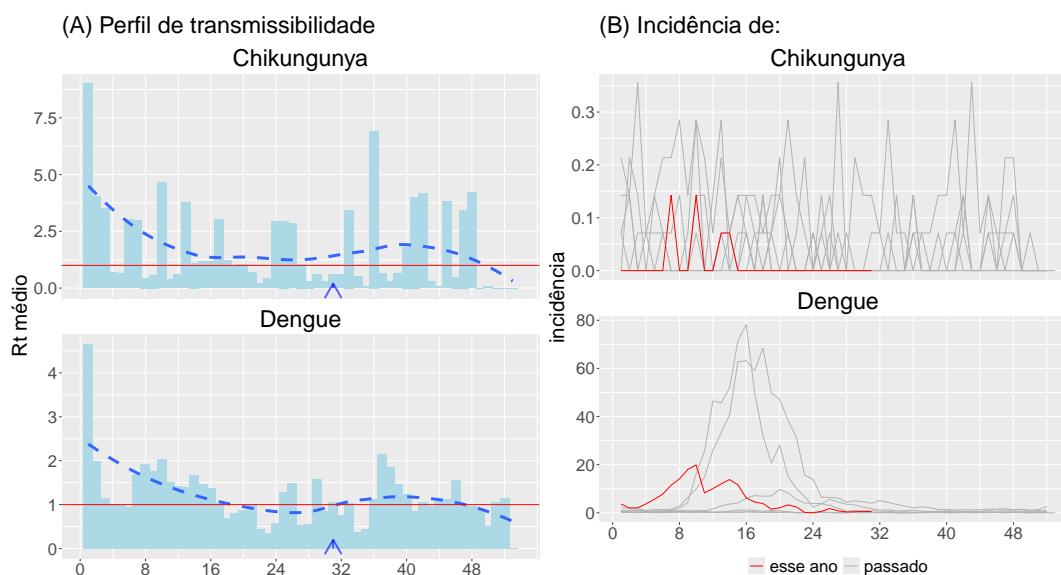 (A) Perfil de transmissibilidade
Chikungunya
7.5
5.0
2.5
0.0
Dengue
4
3
2
1
0
0 8 16 24 32 40 48
Rt médio
(B) Incidência de:
Chikungunya
0.3
0.2
0.1
0.0
Dengue
80
60
40
20
0
0 8 16 24 32 40 48
incidência
esse ano passado